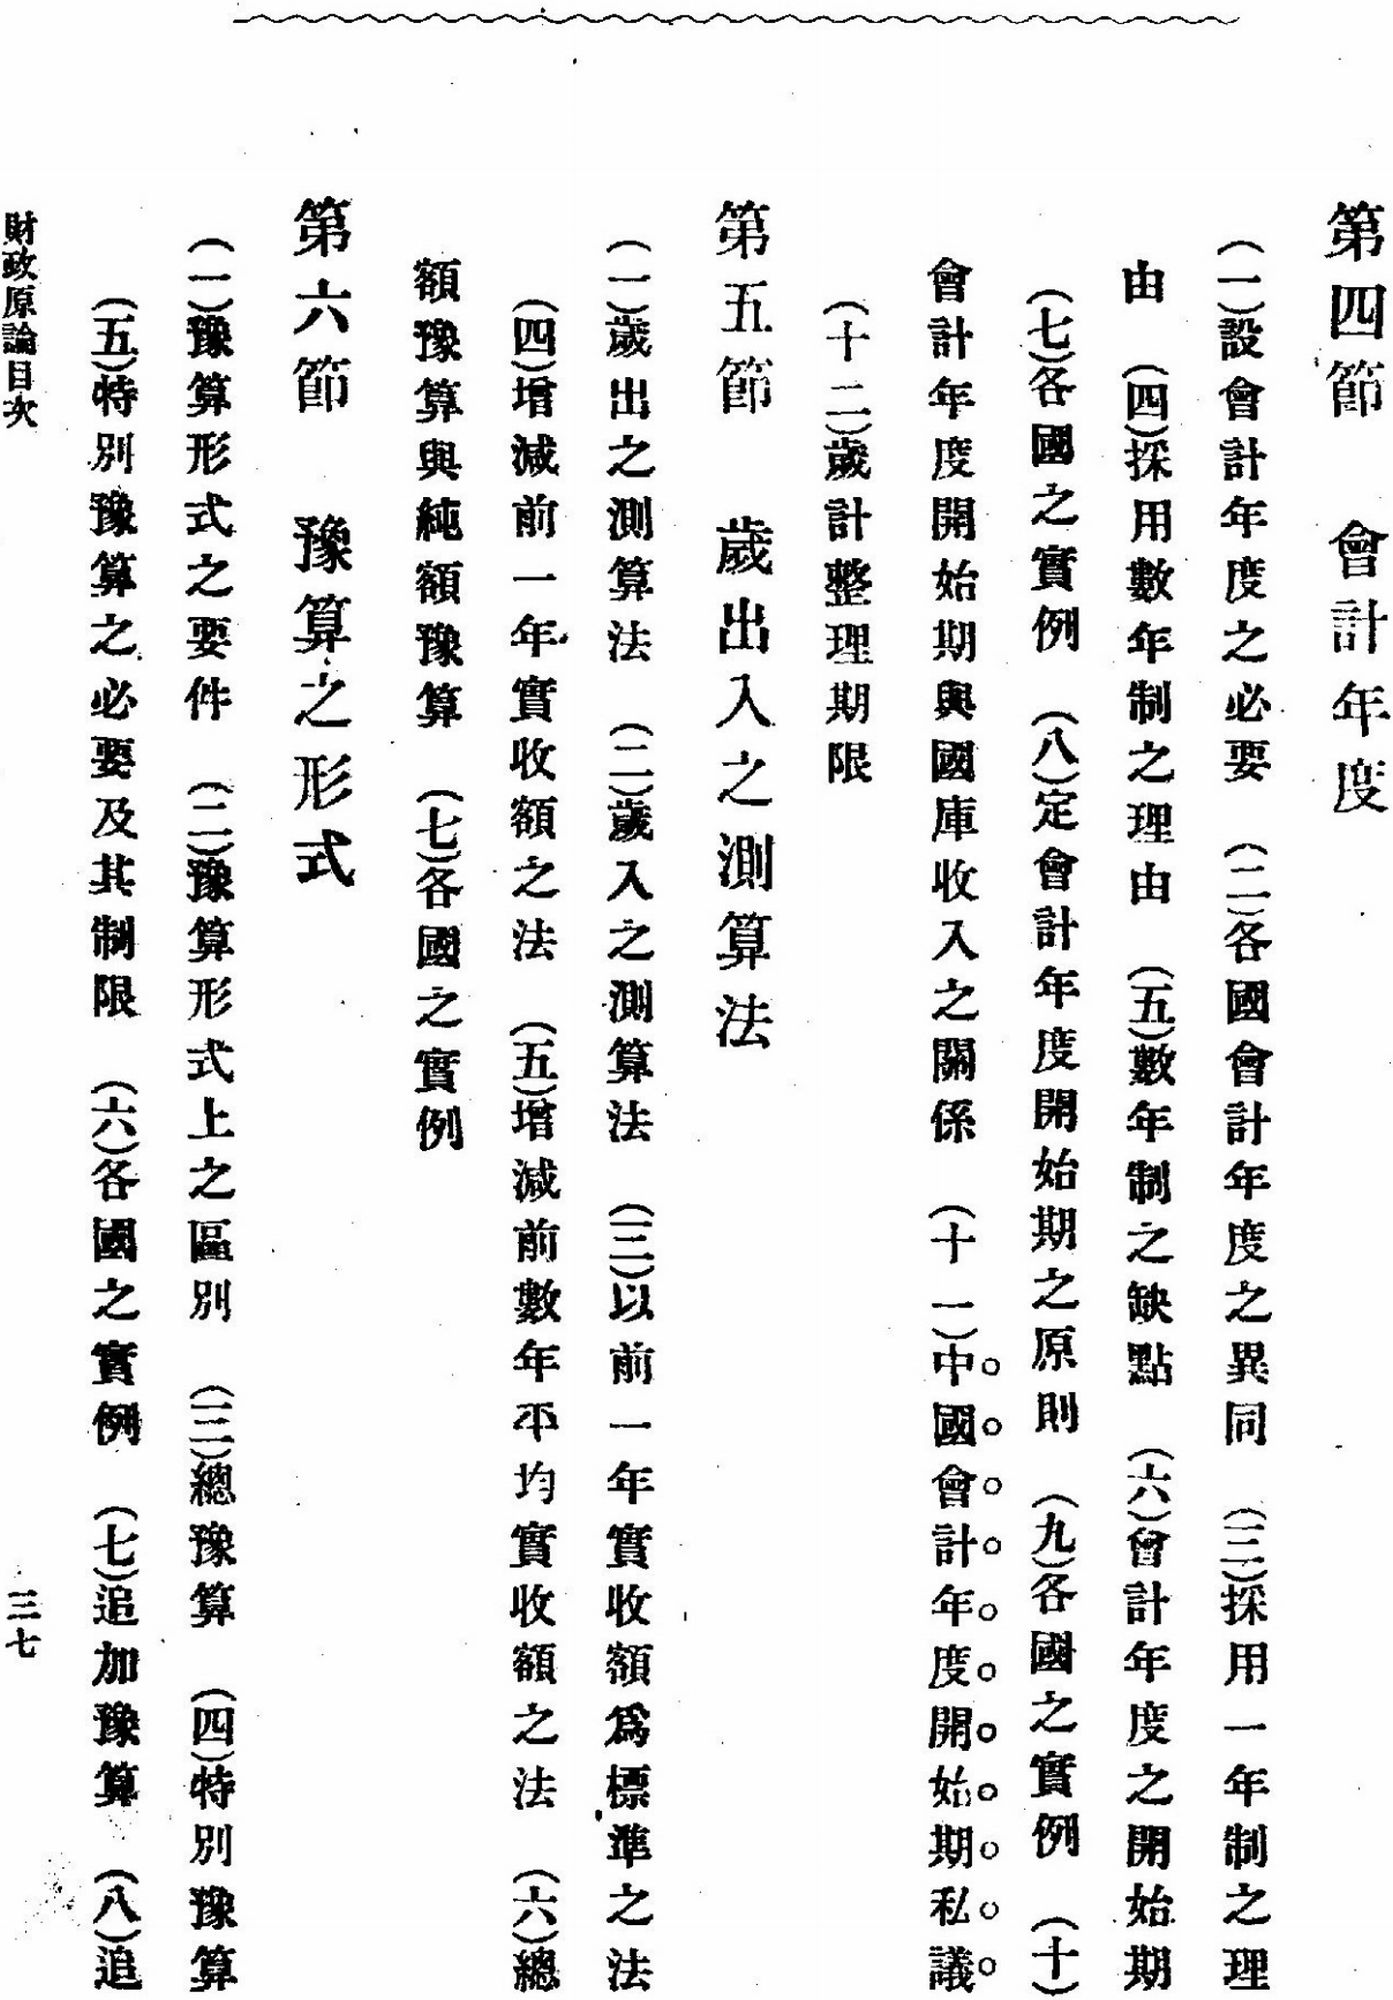 第四節　會計年度
(一)設會計年度之必要　(二)各國會計年度之異同　(三)採用一年制之理
由　(四)採用數年制之理由　(五)數年制之缺點　(六)會計年度之開始期
(七)各國之實例　(八)定會計年度開始期之原則　(九)各國之實例　(十)
會計年度開始期與國庫收入之關係　(十一)中國會計年度開始期私議
(十二)歲計整理期限
第五節　歲出入之測算法
(一)歲出之測算法　(二)歲入之測算法　(三)以前一年實收額爲標準之法
(四)增減前一年實收額之法　(五)增減前數年平均實收額之法　(六)總
額豫算與純額豫算　(七)各國之實例
第六節　豫算之形式
(一)豫算形式之要件　(二)豫算形式上之區別　(三)總豫算　(四)特別豫算
(五)特別豫算之必要及其制限　(六)各國之實例　(七)追加豫算　(八)追
財政原論目次
三七